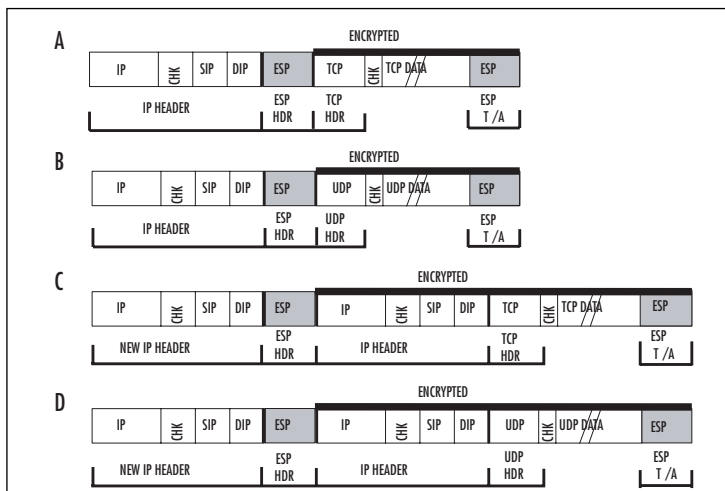 A
ENCRYPTED
IP CHK SIP DIP ESP TCP CHK TCP DATA ESP
IP HEADER ESP HDR TCP HDR ESP T /A
B
ENCRYPTED
IP CHK SIP DIP ESP UDP CHK UDP DATA ESP
IP HEADER ESP HDR UDP HDR ESP T /A
C
ENCRYPTED
IP CHK SIP DIP ESP IP CHK SIP DIP TCP CHK TCP DATA ESP
NEW IP HEADER ESP HDR IP HEADER TCP HDR ESP T /A
D
ENCRYPTED
IP CHK SIP DIP ESP IP CHK SIP DIP UDP CHK UDP DATA ESP
NEW IP HEADER ESP HDR IP HEADER UDP HDR ESP T /A